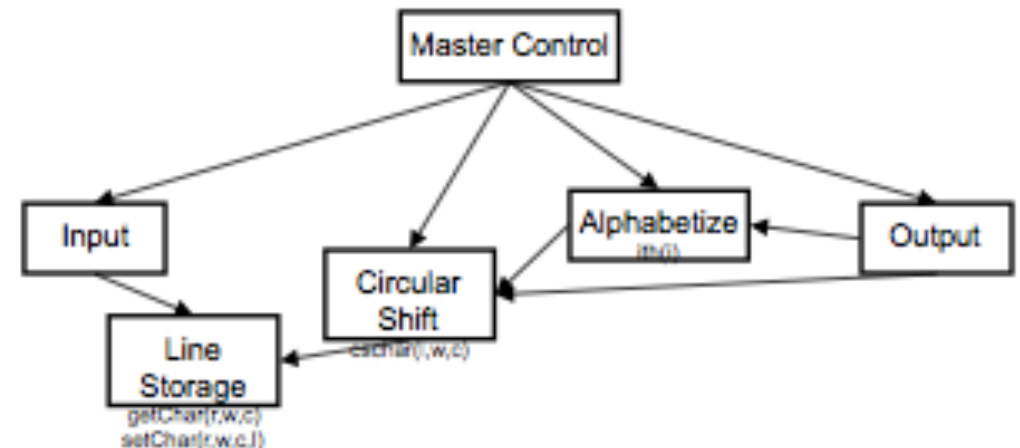 Master Control
Input
Alphabetize
ith(i)
Output
Circular
Shift
cschar(i,w,c)
Line
Storage
getChar(r,w,c)
setChar(r,w,c,l)